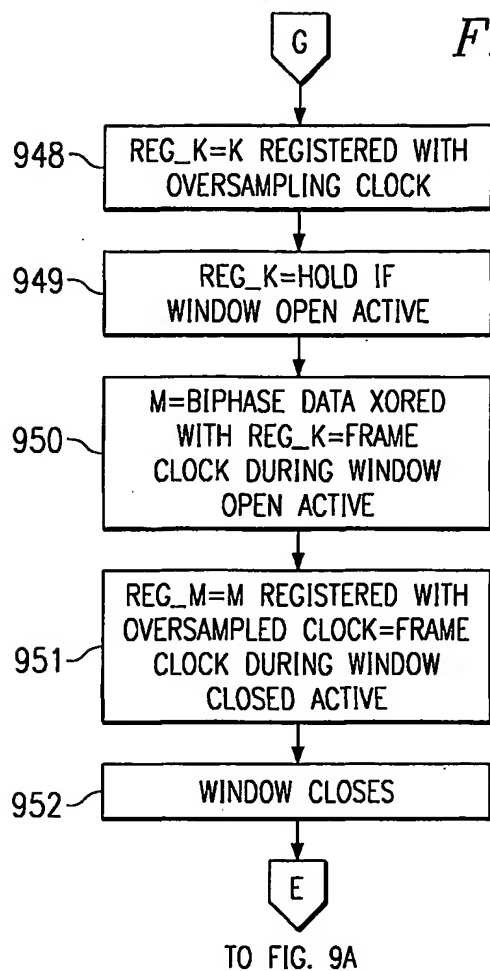 G
F
948
REG_K=K REGISTERED WITH
OVERSAMPLING CLOCK
949
REG_K=HOLD IF
WINDOW OPEN ACTIVE
950
M=BIPHASE DATA XORED
WITH REG_K=FRAME
CLOCK DURING WINDOW
OPEN ACTIVE
951
REG_M=M REGISTERED WITH
OVERSAMPLED CLOCK=FRAME
CLOCK DURING WINDOW
CLOSED ACTIVE
952
WINDOW CLOSES
E
TO FIG. 9A